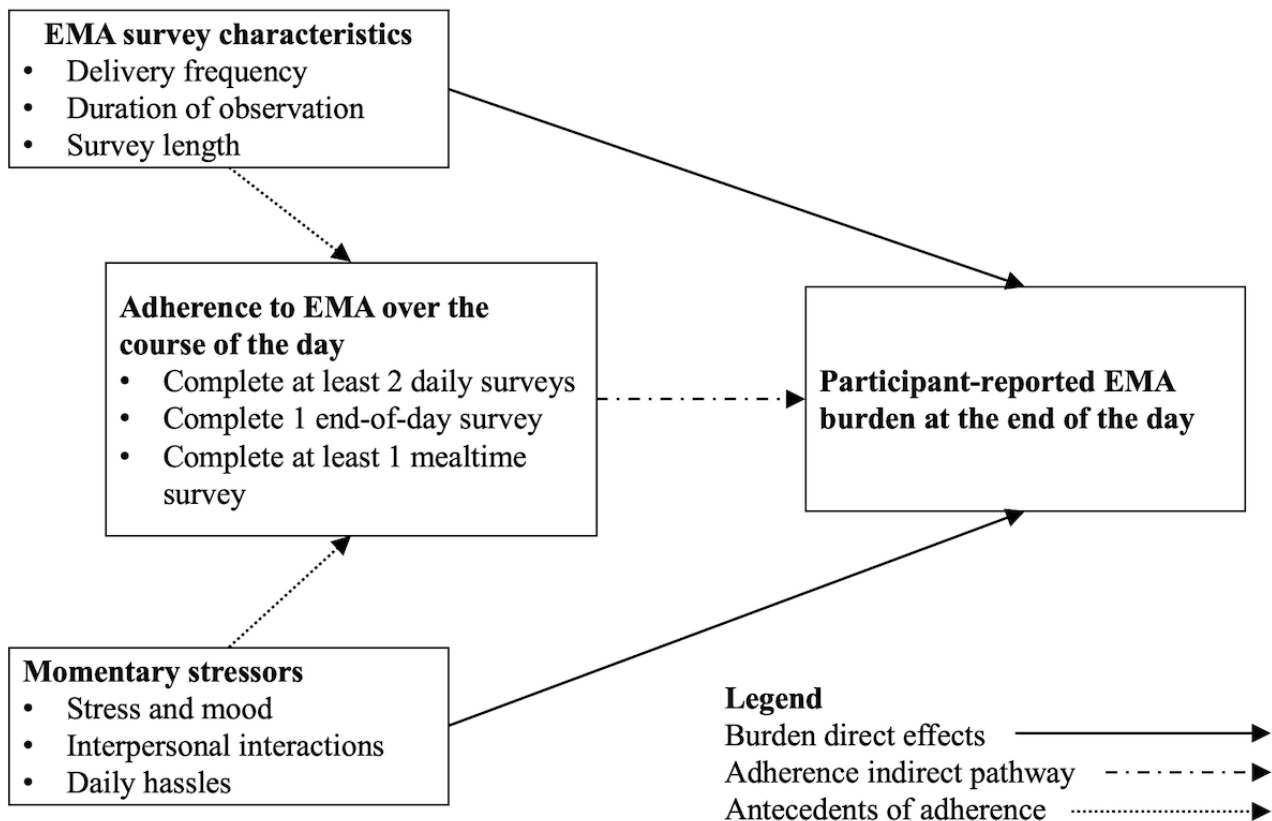 EMA survey characteristics
• Delivery frequency
• Duration of observation
• Survey length
Adherence to EMA over the
course of the day
• Complete at least 2 daily surveys
• Complete 1 end-of-day survey
• Complete at least 1 mealtime
survey
Participant-reported EMA
burden at the end of the day
Momentary stressors
• Stress and mood
• Interpersonal interactions
• Daily hassles
Legend
Burden direct effects
Adherence indirect pathway
Antecedents of adherence